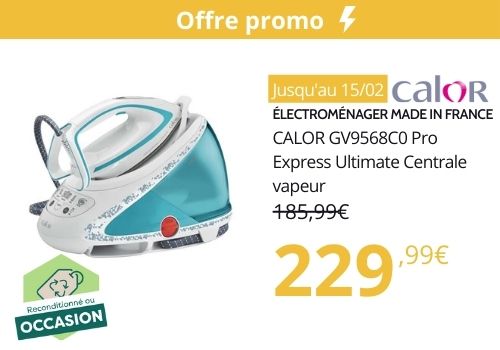 Offre promo
Jusqu'au 15/02 calOR
ÉLECTROMÉNAGER MADE IN FRANCE
CALOR GV9568C0 Pro
Express Ultimate Centrale
vapeur
185,99€
229,99€
Reconditionné ou
OCCASION